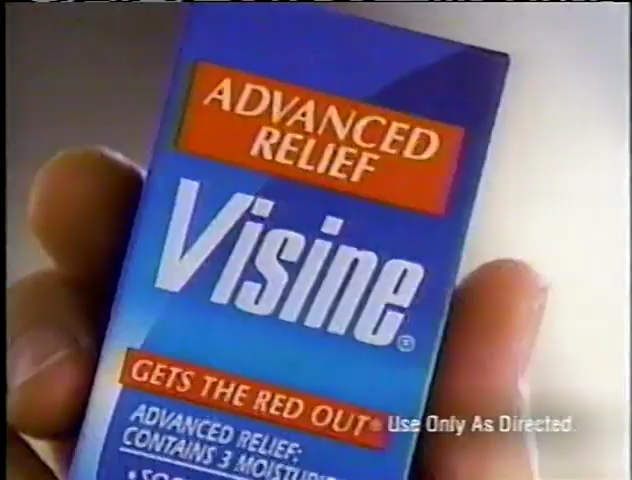 ADVANCED
RELIEF
Visine®
GETS THE RED OUT®
Use Only As Directed.
ADVANCED RELIEF:
CONTAINS 3